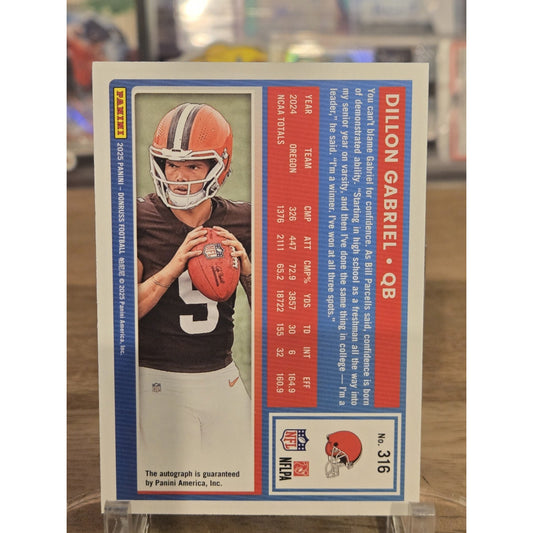 DILLON GABRIEL • QB
You can't blame Gabriel for confidence. As Bill Parcells said, confidence is born
of demonstrated ability. "Starting in high school as a freshman all the way into
my senior year on varsity, and then I've done the same thing in college — I'm a
leader," he said. "I'm a winner. I've won at all three spots."
YEAR TEAM CMP ATT CMP% YDS TD INT EFF
2024 OREGON 326 447 72.9 3857 30 6 164.9
NCAA TOTALS 1376 2111 65.2 18722 155 32 160.9
No. 316
NFL
NFLPA
5
The autograph is guaranteed
by Panini America, Inc.
PANINI
2025 PANINI – DONRUSS FOOTBALL © 2025 Panini America, Inc.